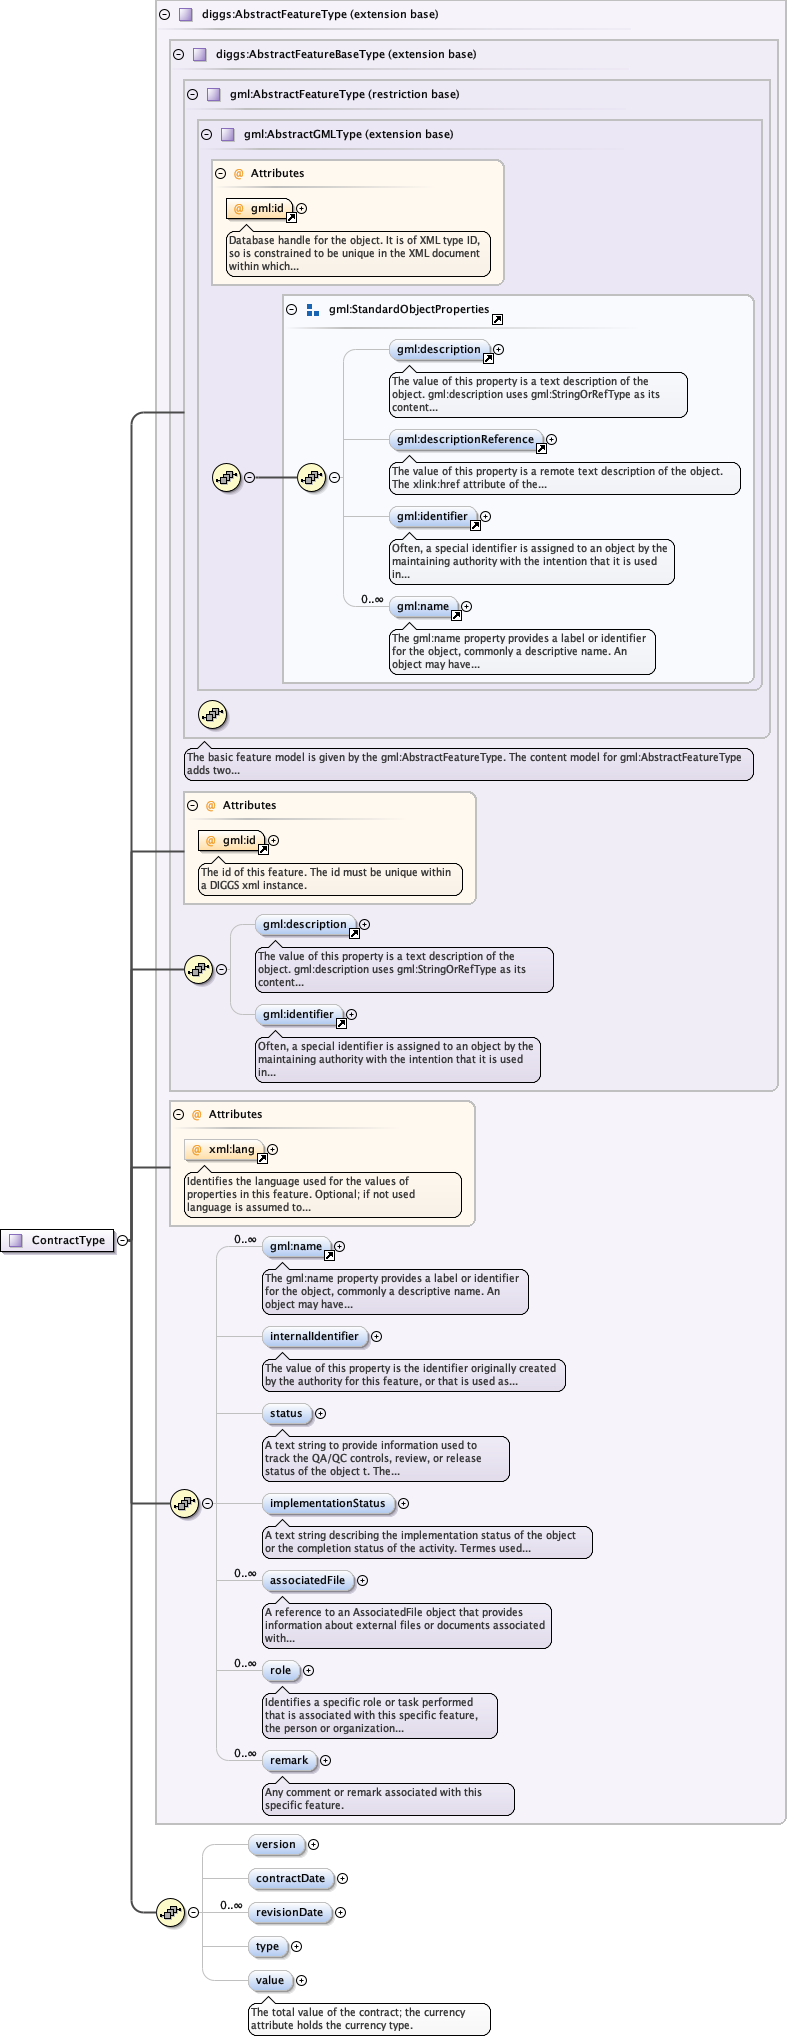 diggs:AbstractFeatureType (extension base)
diggs:AbstractFeatureBaseType (extension base)
gml:AbstractFeatureType (restriction base)
gml:AbstractGMLType (extension base)
@ Attributes
@ gml:id
Database handle for the object. It is of XML type ID,
so is constrained to be unique in the XML document
within which...
gml:StandardObjectProperties
gml:description
The value of this property is a text description of the
object. gml:description uses gml:StringOrRefType as its
content...
gml:descriptionReference
The value of this property is a remote text description of the object.
The xlink:href attribute of the...
gml:identifier
Often, a special identifier is assigned to an object by the
maintaining authority with the intention that it is used
in...
0..∞
gml:name
The gml:name property provides a label or identifier
for the object, commonly a descriptive name. An
object may have...
The basic feature model is given by the gml:AbstractFeatureType. The content model for gml:AbstractFeatureType
adds two...
@ Attributes
@ gml:id
The id of this feature. The id must be unique within
a DIGGS xml instance.
gml:description
The value of this property is a text description of the
object. gml:description uses gml:StringOrRefType as its
content...
gml:identifier
Often, a special identifier is assigned to an object by the
maintaining authority with the intention that it is used
in...
@ Attributes
@ xml:lang
Identifies the language used for the values of
properties in this feature. Optional; if not used
language is assumed to...
ContractType
0..∞
gml:name
The gml:name property provides a label or identifier
for the object, commonly a descriptive name. An
object may have...
internalIdentifier
The value of this property is the identifier originally created
by the authority for this feature, or that is used as...
status
A text string to provide information used to
track the QA/QC controls, review, or release
status of the object t. The...
implementationStatus
A text string describing the implementation status of the object
or the completion status of the activity. Termes used...
0..∞
associatedFile
A reference to an AssociatedFile object that provides
information about external files or documents associated
with...
0..∞
role
Identifies a specific role or task performed
that is associated with this specific feature,
the person or organization...
0..∞
remark
Any comment or remark associated with this
specific feature.
version
contractDate
0..∞
revisionDate
type
value
The total value of the contract; the currency
attribute holds the currency type.